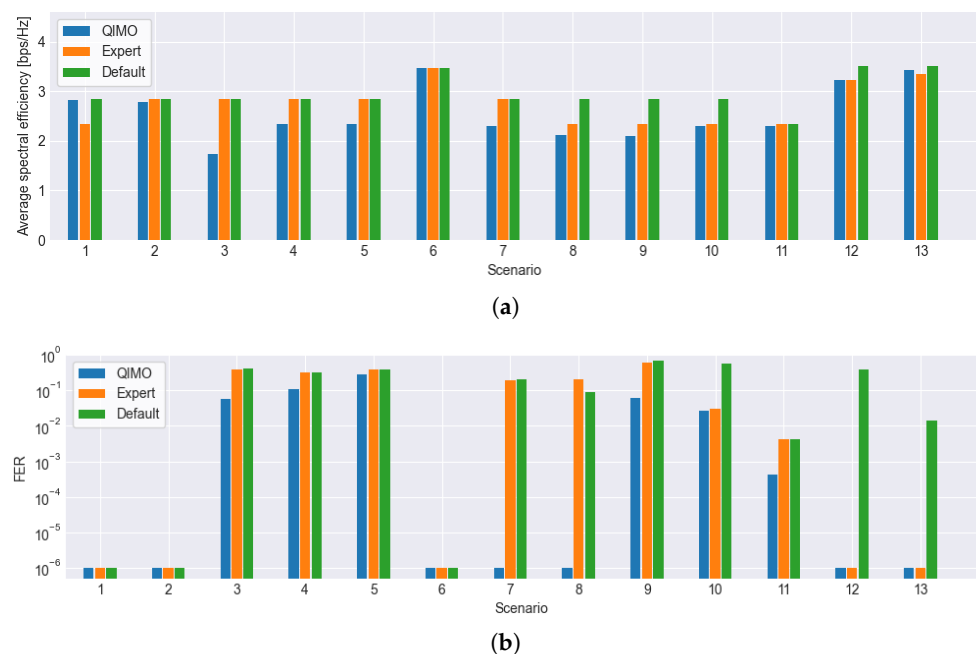 Average spectral efficiency [bps/Hz]
4
3
2
1
0
QIMO
Expert
Default
1 2 3 4 5 6 7 8 9 10 11 12 13
Scenario
(a)
FER
10^0
10^−1
10^−2
10^−3
10^−4
10^−5
10^−6
QIMO
Expert
Default
1 2 3 4 5 6 7 8 9 10 11 12 13
Scenario
(b)